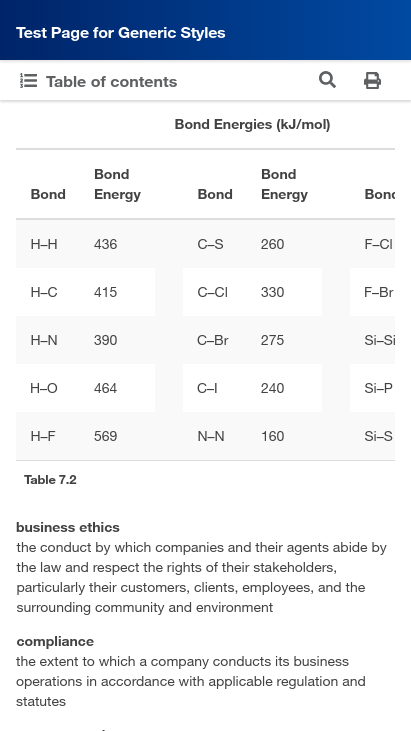 Test Page for Generic Styles
Table of contents
Bond Energies (kJ/mol)
Bond Bond Energy Bond Bond Energy Bond
H–H 436 C–S 260 F–Cl
H–C 415 C–Cl 330 F–Br
H–N 390 C–Br 275 Si–Si
H–O 464 C–I 240 Si–P
H–F 569 N–N 160 Si–S
Table 7.2
business ethics
the conduct by which companies and their agents abide by
the law and respect the rights of their stakeholders,
particularly their customers, clients, employees, and the
surrounding community and environment
compliance
the extent to which a company conducts its business
operations in accordance with applicable regulation and
statutes